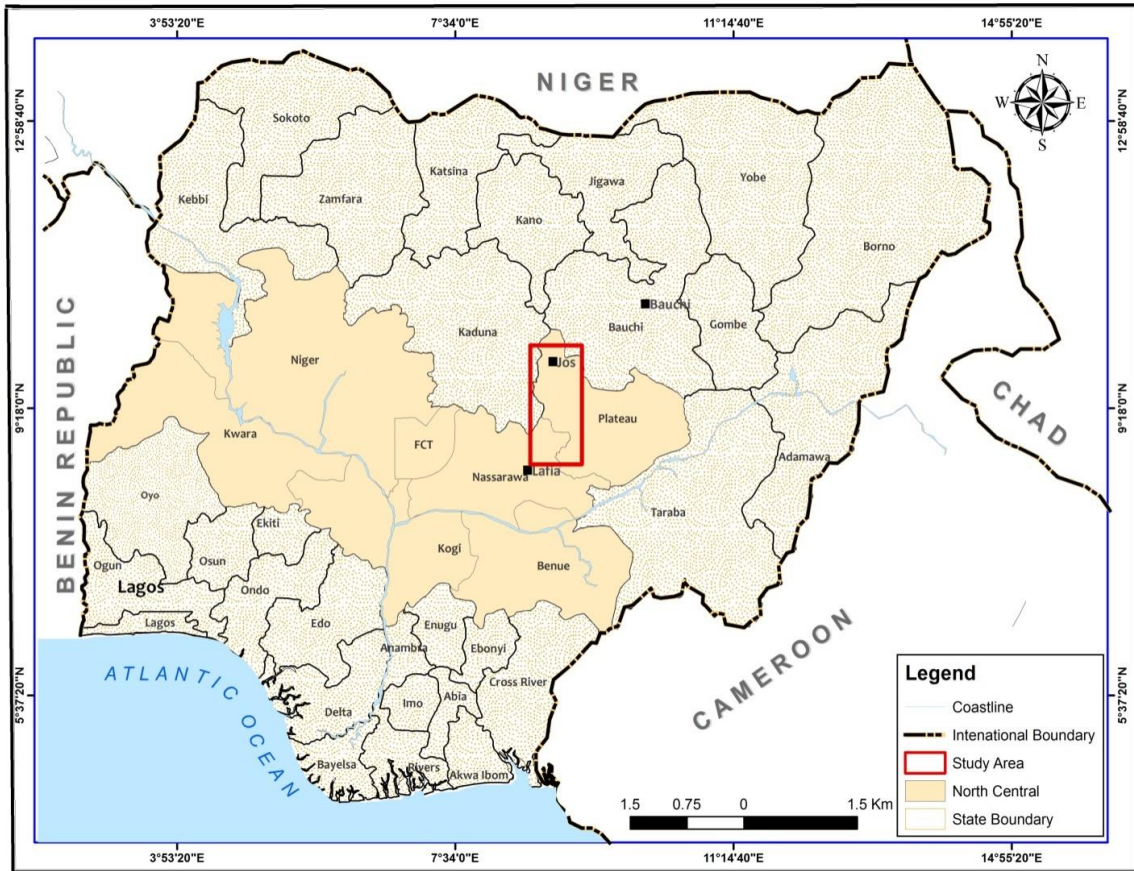 3°53'20"E
7°34'0"E
11°14'40"E
14°55'20"E
NIGER
N
W E
S
12°58'40"N
12°58'40"N
Sokoto
Katsina
Jigawa
Yobe
Kebbi
Zamfara
Kano
Borno
Bauchi
Bauchi
Gombe
Kaduna
Niger
Jos
BENIN REPUBLIC
9°18'0"N
9°18'0"N
CHAD
Plateau
Kwara
FCT
Adamawa
Nassarawa
Lafia
Oyo
Taraba
Ekiti
Osun
Ogun
Lagos
Ondo
Kogi
Benue
Lagos
Edo
Enugu
Anambra
Ebonyi
CAMEROON
ATLANTIC OCEAN
Cross River
5°37'20"N
5°37'20"N
Delta
Imo
Abia
Bayelsa
Rivers
Akwa Ibom
Legend
Coastline
Intenational Boundary
Study Area
North Central
State Boundary
1.5 0.75 0 1.5 Km
3°53'20"E
7°34'0"E
11°14'40"E
14°55'20"E